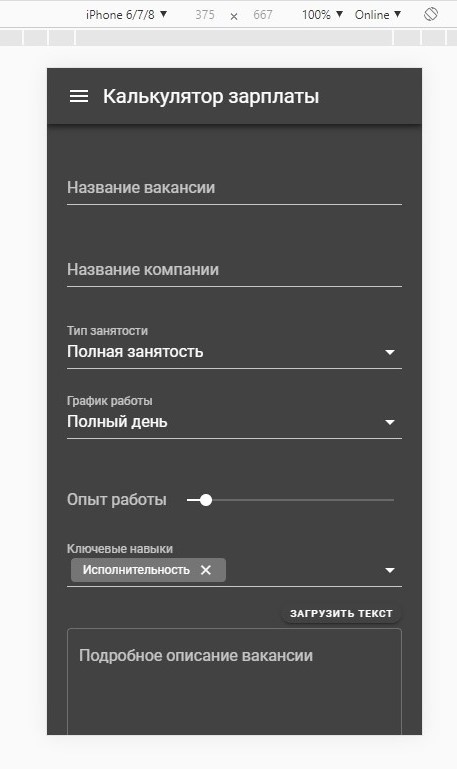 iPhone 6/7/8 ▼ 375 × 667 100% ▼ Online ▼
Калькулятор зарплаты
Название вакансии
Название компании
Тип занятости
Полная занятость
График работы
Полный день
Опыт работы
Ключевые навыки
Исполнительность ✕
ЗАГРУЗИТЬ ТЕКСТ
Подробное описание вакансии